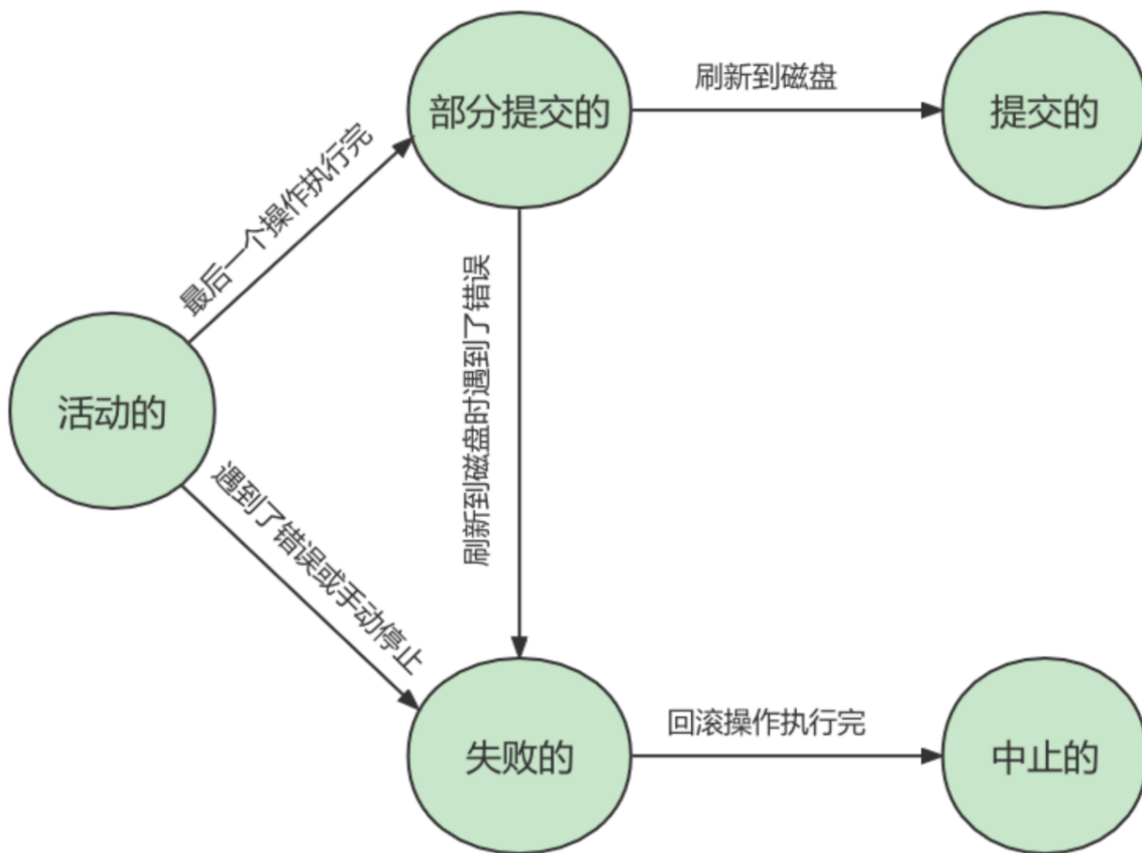 部分提交的
刷新到磁盘
提交的
最后一个操作执行完
刷新到磁盘时遇到了错误
活动的
遇到了错误或手动停止
失败的
回滚操作执行完
中止的